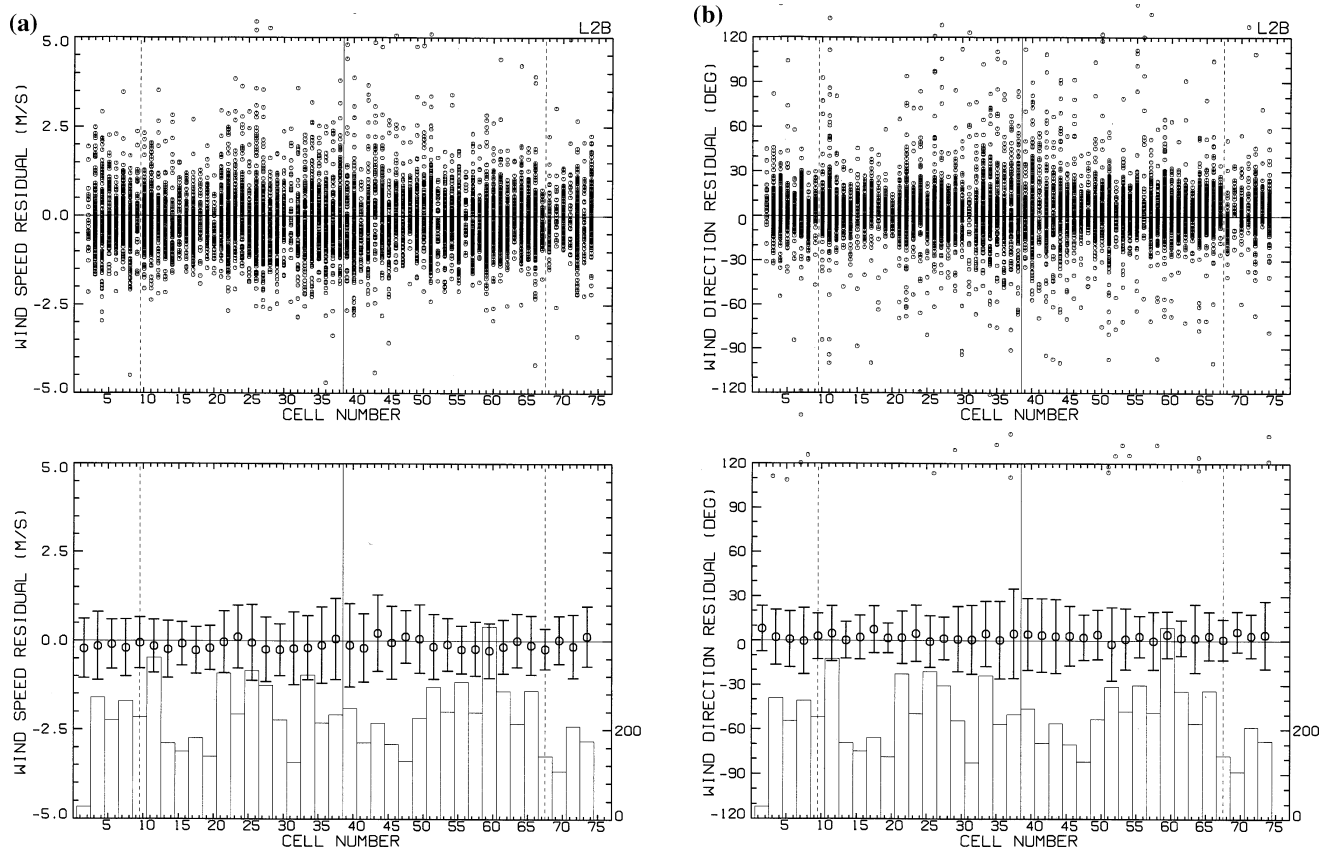 (a)
L2B
5.0
2.5
0.0
-2.5
-5.0
WIND SPEED RESIDUAL (M/S)
5 10 15 20 25 30 35 40 45 50 55 60 65 70 75
CELL NUMBER
(b)
L2B
120
90
60
30
0
-30
-60
-90
-120
WIND DIRECTION RESIDUAL (DEG)
5 10 15 20 25 30 35 40 45 50 55 60 65 70 75
CELL NUMBER
5.0
2.5
0.0
-2.5
-5.0
WIND SPEED RESIDUAL (M/S)
200
0
5 10 15 20 25 30 35 40 45 50 55 60 65 70 75
CELL NUMBER
120
90
60
30
0
-30
-60
-90
-120
WIND DIRECTION RESIDUAL (DEG)
200
0
5 10 15 20 25 30 35 40 45 50 55 60 65 70 75
CELL NUMBER